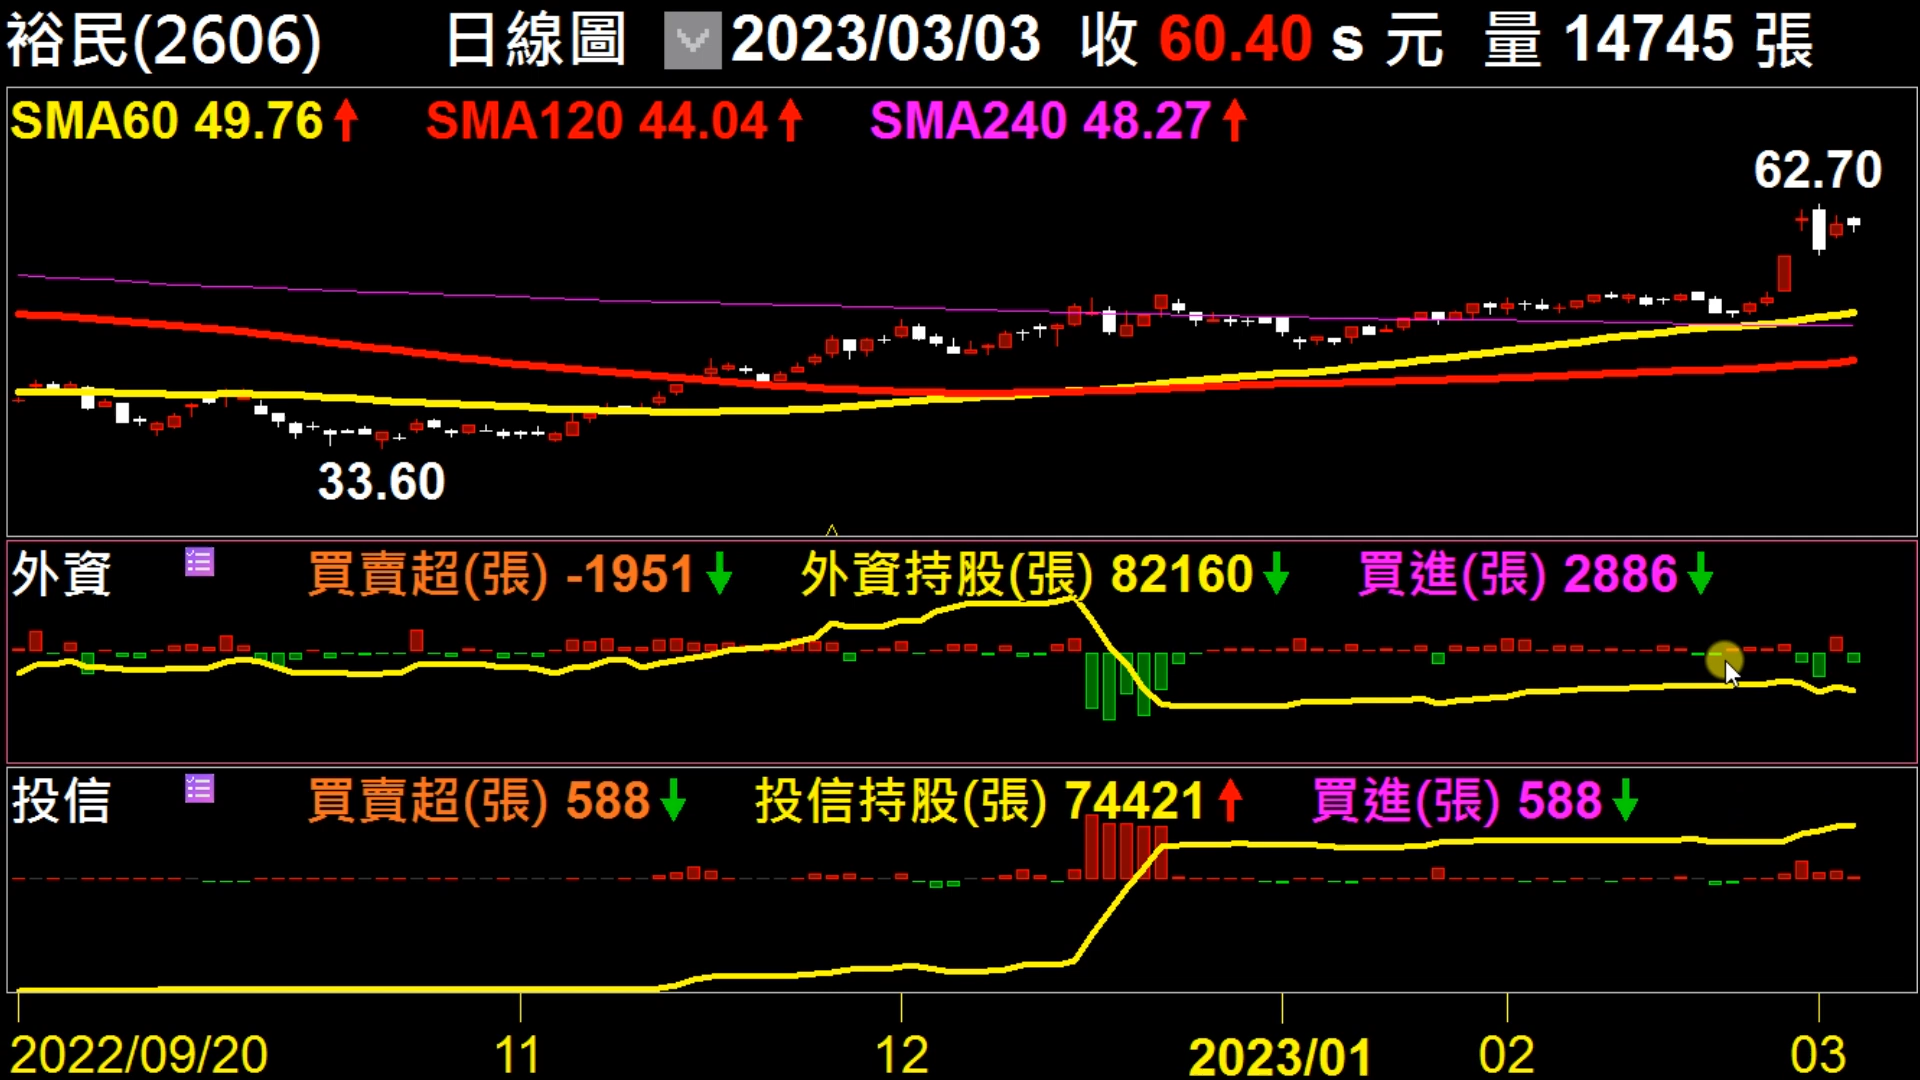 裕民(2606) 日線圖 2023/03/03 收 60.40 s 元 量 14745 張
SMA60 49.76↑ SMA120 44.04↑ SMA240 48.27↑
62.70
33.60
外資 買賣超(張) -1951↓ 外資持股(張) 82160↓ 買進(張) 2886↓
投信 買賣超(張) 588↓ 投信持股(張) 74421↑ 買進(張) 588↓
2022/09/20 11 12 2023/01 02 03